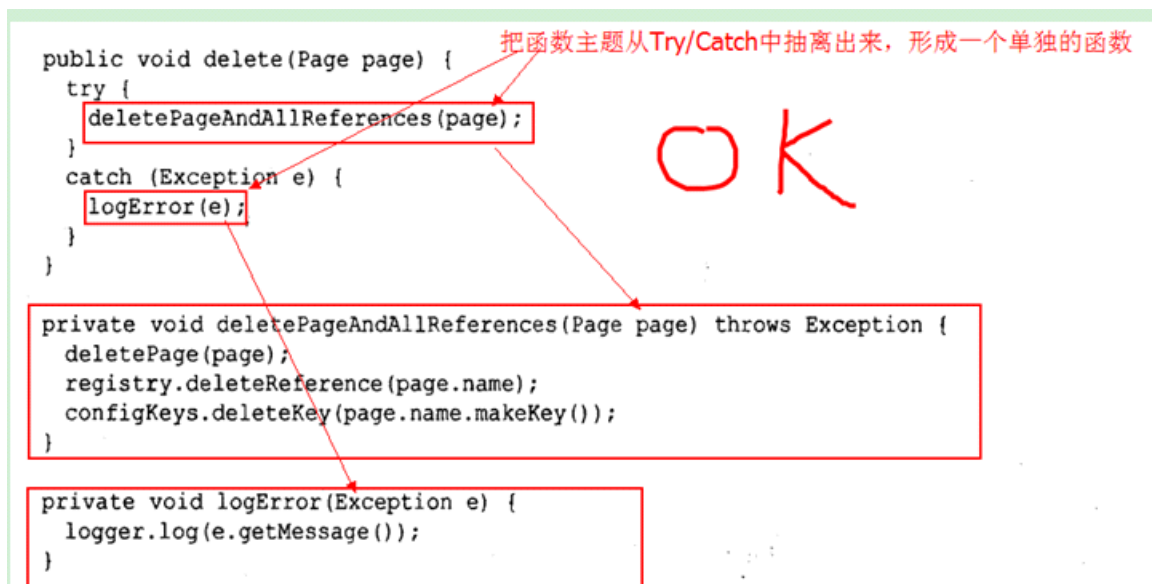 把函数主题从Try/Catch中抽离出来，形成一个单独的函数
public void delete(Page page) {
try {
deletePageAndAllReferences(page);
}
catch (Exception e) {
logError(e);
}
}
OK
private void deletePageAndAllReferences(Page page) throws Exception {
deletePage(page);
registry.deleteReference(page.name);
configKeys.deleteKey(page.name.makeKey());
}
private void logError(Exception e) {
logger.log(e.getMessage());
}